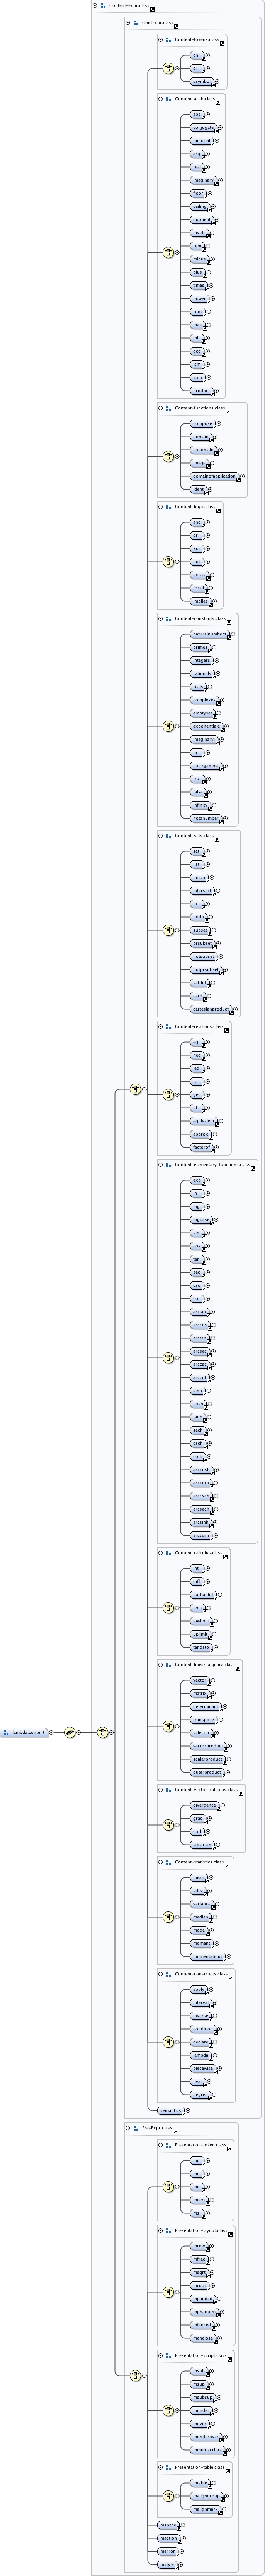 Content-expr.class
ContExpr.class
Content-tokens.class
cn
ci
csymbol
Content-arith.class
abs
conjugate
factorial
arg
real
imaginary
floor
ceiling
quotient
divide
rem
minus
plus
times
power
root
max
min
gcd
lcm
sum
product
Content-functions.class
compose
domain
codomain
image
domainofapplication
ident
Content-logic.class
and
or
xor
not
exists
forall
implies
Content-constants.class
naturalnumbers
primes
integers
rationals
reals
complexes
emptyset
exponentiale
imaginaryi
pi
eulergamma
true
false
infinity
notanumber
Content-sets.class
set
list
union
intersect
in
notin
subset
prsubset
notsubset
notprsubset
setdiff
card
cartesianproduct
Content-relations.class
eq
neq
leq
lt
geq
gt
equivalent
approx
factorof
Content-elementary-functions.class
exp
ln
log
logbase
sin
cos
tan
sec
csc
cot
arcsin
arccos
arctan
arcsec
arccsc
arccot
sinh
cosh
tanh
sech
csch
coth
arccosh
arccoth
arccsch
arcsech
arcsinh
arctanh
Content-calculus.class
int
diff
partialdiff
limit
lowlimit
uplimit
tendsto
Content-linear-algebra.class
vector
matrix
determinant
transpose
selector
vectorproduct
scalarproduct
outerproduct
lambda.content
Content-vector-calculus.class
divergence
grad
curl
laplacian
Content-statistics.class
mean
sdev
variance
median
mode
moment
momentabout
Content-constructs.class
apply
interval
inverse
condition
declare
lambda
piecewise
bvar
degree
semantics
PresExpr.class
Presentation-token.class
mi
mo
mn
mtext
ms
Presentation-layout.class
mrow
mfrac
msqrt
mroot
mpadded
mphantom
mfenced
menclose
Presentation-script.class
msub
msup
msubsup
munder
mover
munderover
mmultiscripts
Presentation-table.class
mtable
maligngroup
malignmark
mspace
maction
merror
mstyle